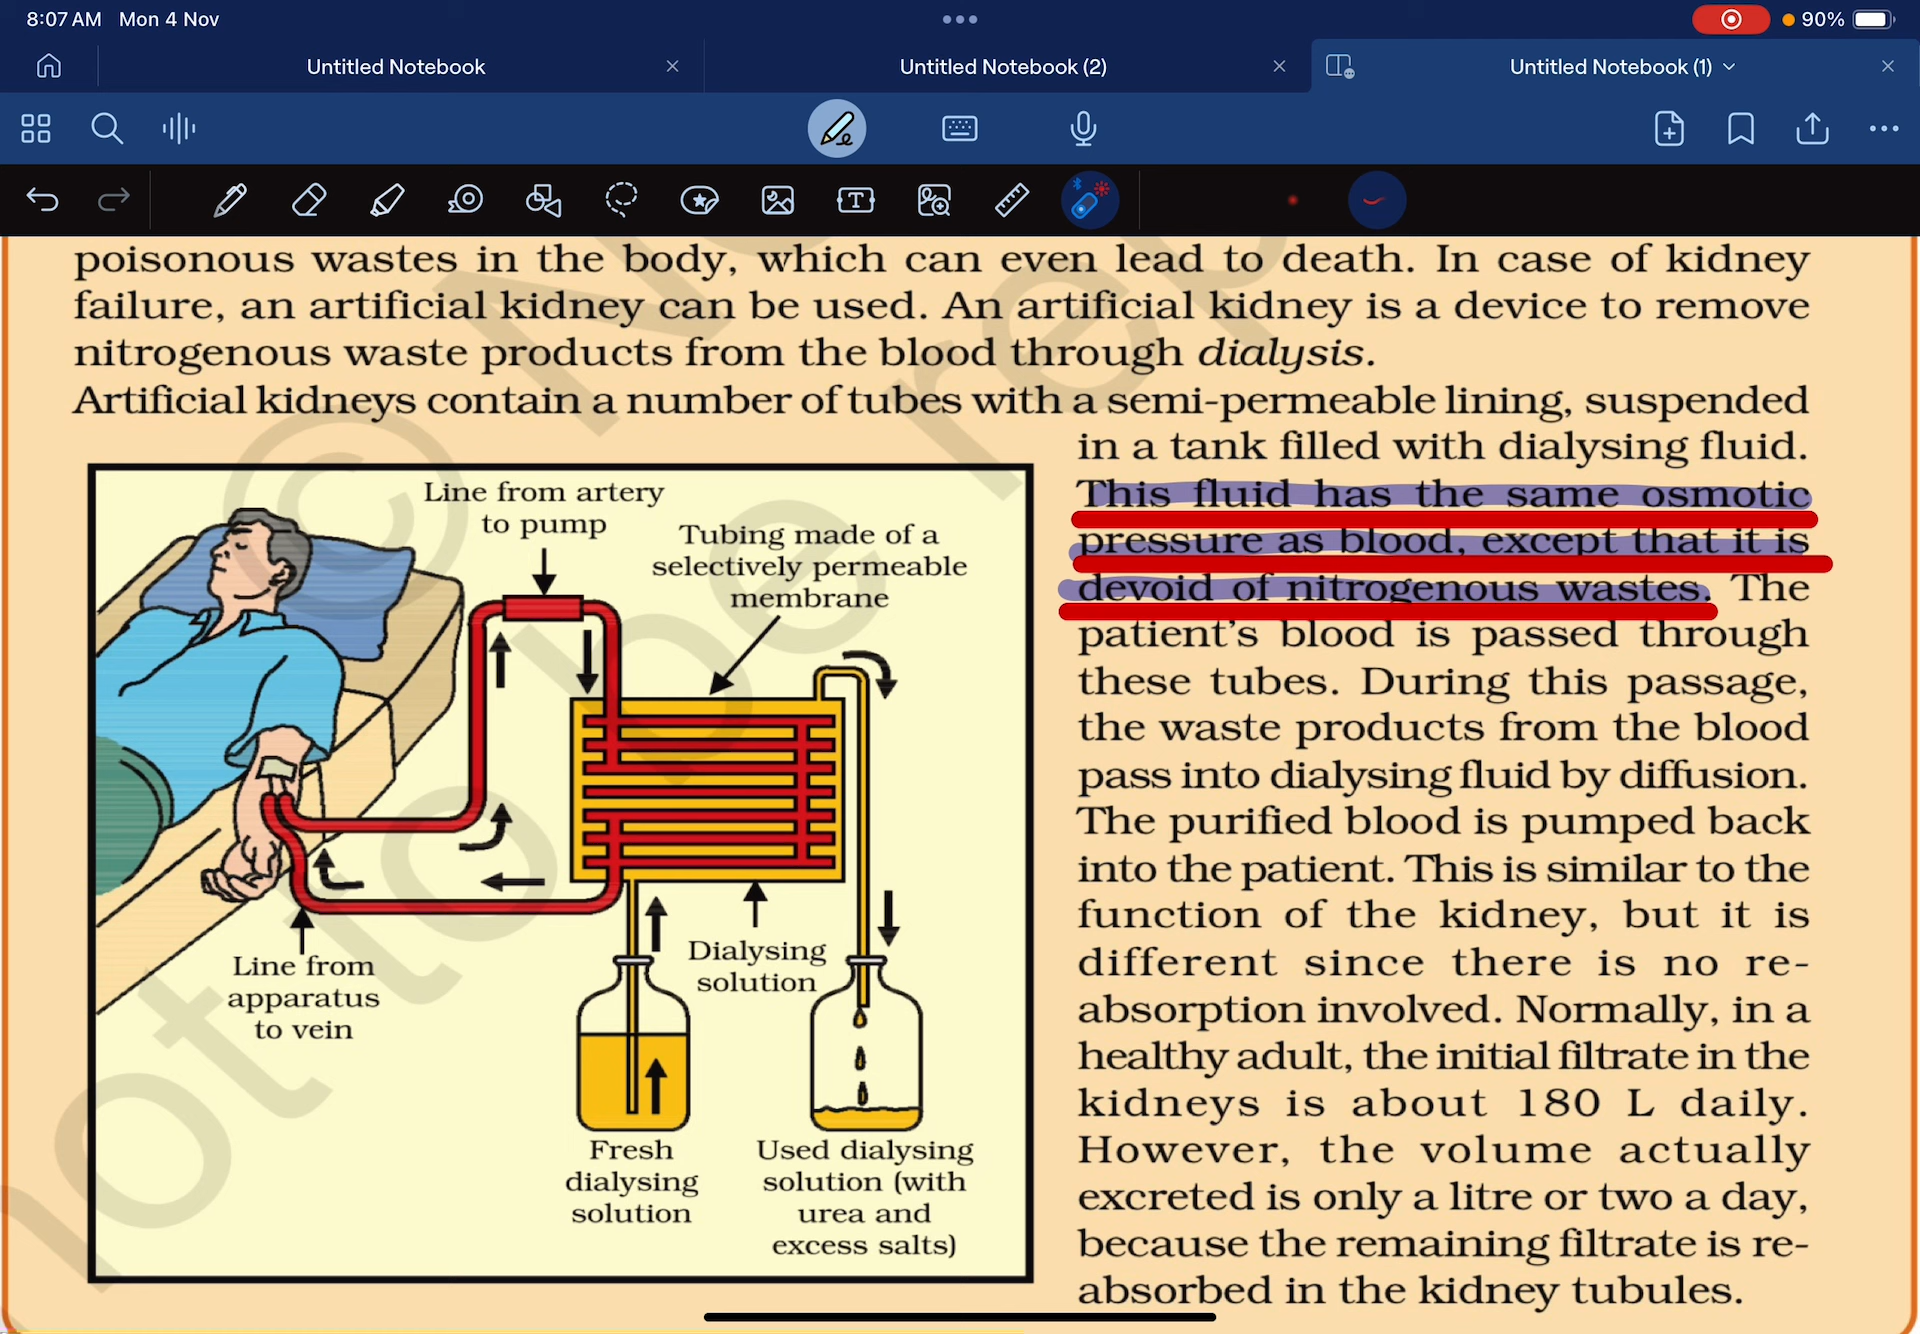 8:07 AM Mon 4 Nov
90%
Untitled Notebook
Untitled Notebook (2)
Untitled Notebook (1)
poisonous wastes in the body, which can even lead to death. In case of kidney
failure, an artificial kidney can be used. An artificial kidney is a device to remove
nitrogenous waste products from the blood through dialysis.
Artificial kidneys contain a number of tubes with a semi-permeable lining, suspended
in a tank filled with dialysing fluid.
This fluid has the same osmotic
pressure as blood, except that it is
devoid of nitrogenous wastes. The
patient's blood is passed through
these tubes. During this passage,
the waste products from the blood
pass into dialysing fluid by diffusion.
The purified blood is pumped back
into the patient. This is similar to the
function of the kidney, but it is
different since there is no re-
absorption involved. Normally, in a
healthy adult, the initial filtrate in the
kidneys is about 180 L daily.
However, the volume actually
excreted is only a litre or two a day,
because the remaining filtrate is re-
absorbed in the kidney tubules.
Line from artery
to pump
Tubing made of a
selectively permeable
membrane
Line from
apparatus
to vein
Dialysing
solution
Fresh
dialysing
solution
Used dialysing
solution (with
urea and
excess salts)
© N
not to be rep